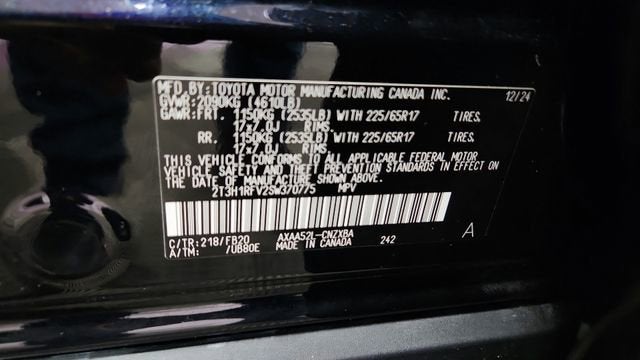 MFD.BY:TOYOTA MOTOR MANUFACTURING CANADA INC. 12/24
GVWR:2090KG (4610LB)
GAWR:FRT. 1150KG (2535LB) WITH 225/65R17 TIRES.
17x7.0J RIMS.
RR. 1150KG (2535LB) WITH 225/65R17 TIRES.
17x7.0J RIMS.
THIS VEHICLE CONFORMS TO ALL APPLICABLE FEDERAL MOTOR
VEHICLE SAFETY AND THEFT PREVENTION STANDARDS IN EFFECT ON
THE DATE OF MANUFACTURE SHOWN ABOVE.
2T3H1RFV2SW370775 MPV
C/TR:218/FB20 AXAA52L-CNZXBA
A/TM: /UB80E MADE IN CANADA 242 A